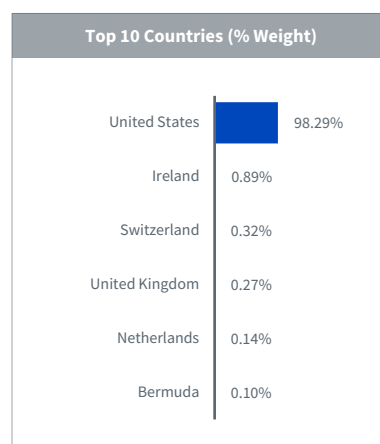 Top 10 Countries (% Weight)
United States 98.29%
Ireland 0.89%
Switzerland 0.32%
United Kingdom 0.27%
Netherlands 0.14%
Bermuda 0.10%